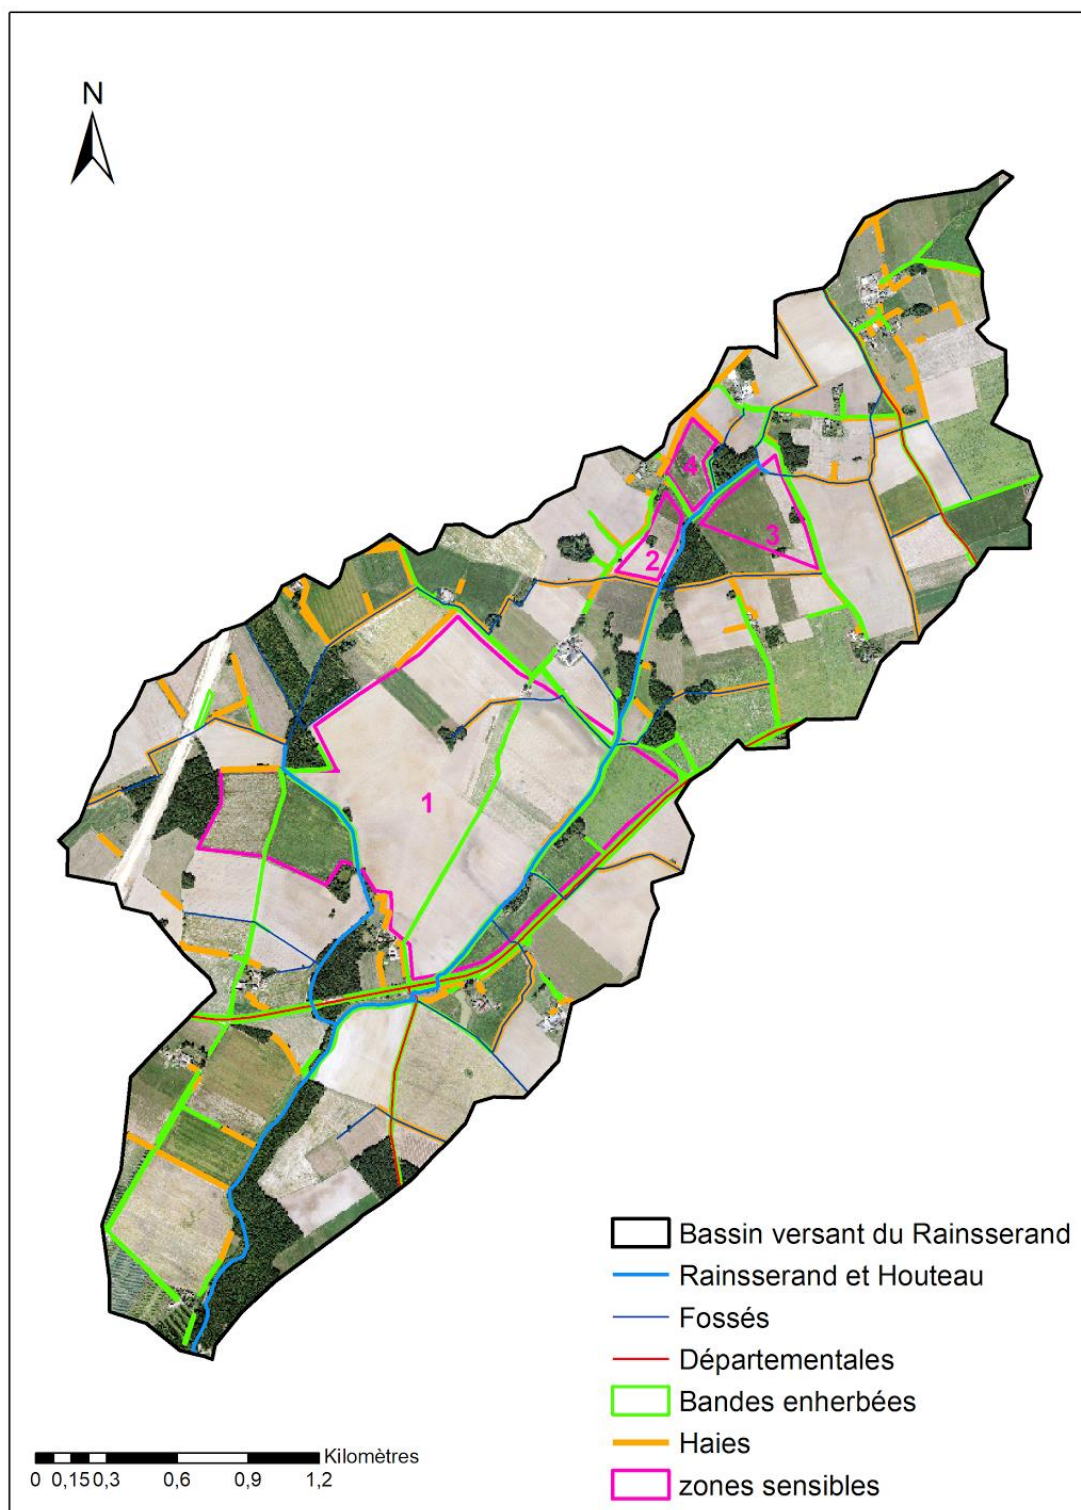 N
4
3
2
1
Bassin versant du Rainsserand
Rainsserand et Houteau
Fossés
Départementales
Bandes enherbées
Haies
zones sensibles
Kilomètres
0 0,15 0,3 0,6 0,9 1,2